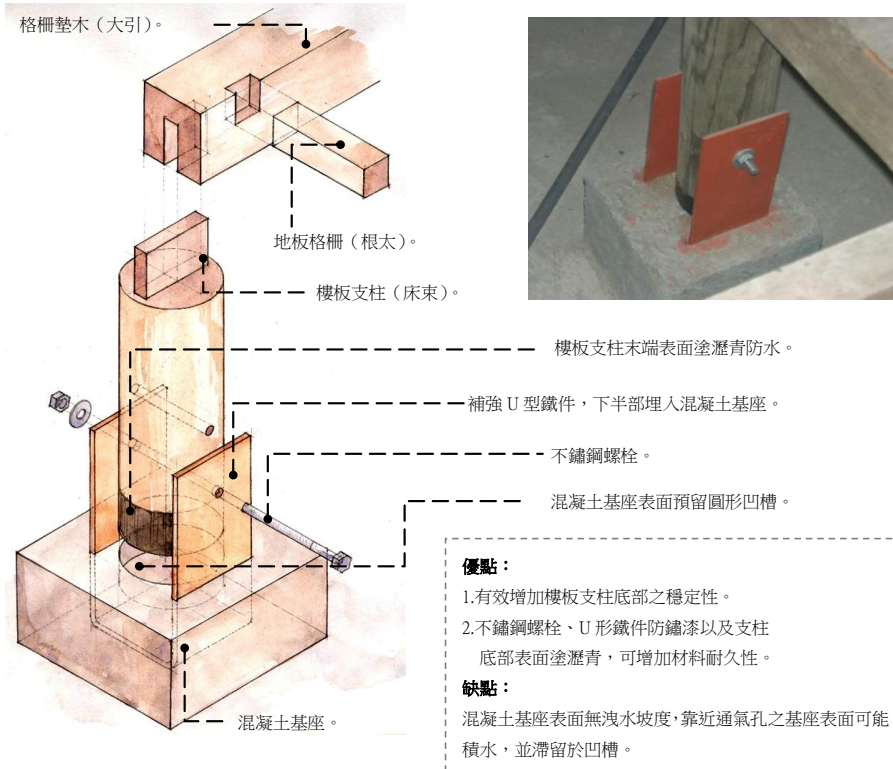 格柵墊木（大引）。
地板格柵（根太）。
樓板支柱（床束）。
樓板支柱末端表面塗瀝青防水。
補強 U 型鐵件，下半部埋入混凝土基座。
不鏽鋼螺栓。
混凝土基座表面預留圓形凹槽。
混凝土基座。
優點：
1.有效增加樓板支柱底部之穩定性。
2.不鏽鋼螺栓、U 形鐵件防鏽漆以及支柱
底部表面塗瀝青，可增加材料耐久性。
缺點：
混凝土基座表面無洩水坡度，靠近通氣孔之基座表面可能
積水，並滯留於凹槽。